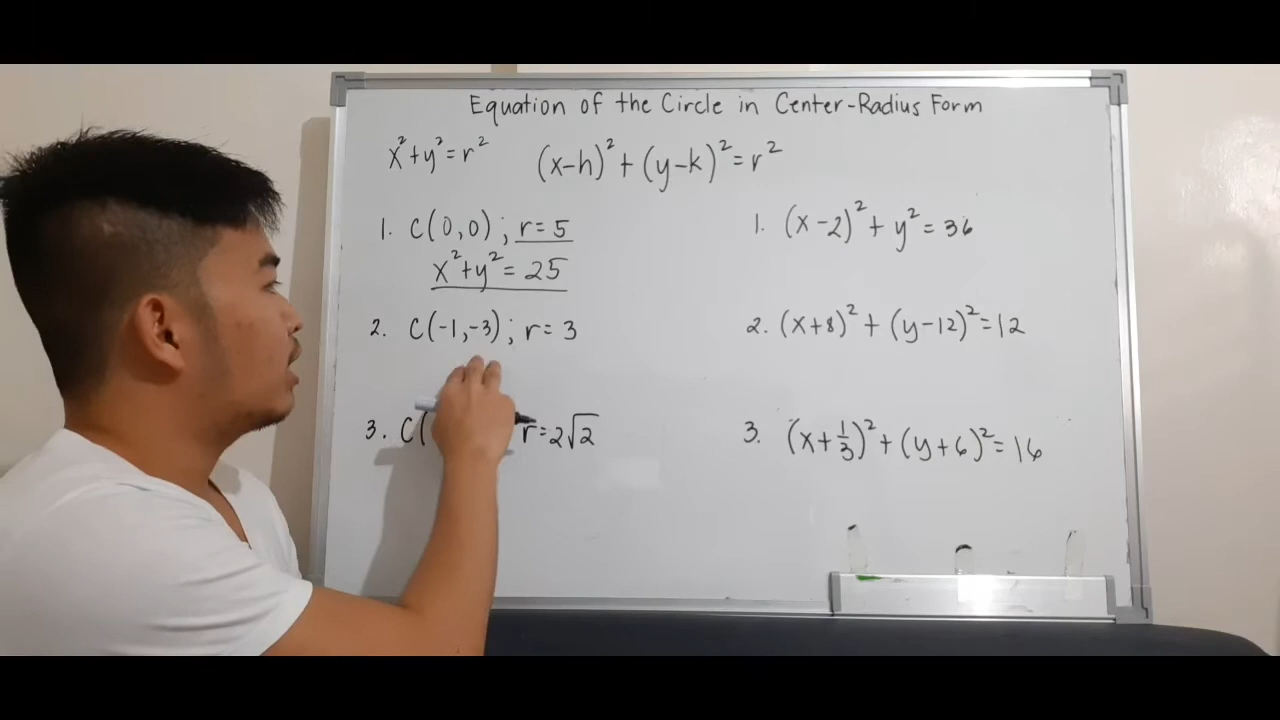 Equation of the Circle in Center-Radius Form
x²+y²=r² (x-h)²+(y-k)²=r²
1. C(0,0); r=5
x²+y²=25
2. C(-1,-3); r=3
3. C( r=2√2
1. (x-2)²+y²=36
2. (x+8)²+(y-12)²=12
3. (x+1/3)²+(y+6)²=16